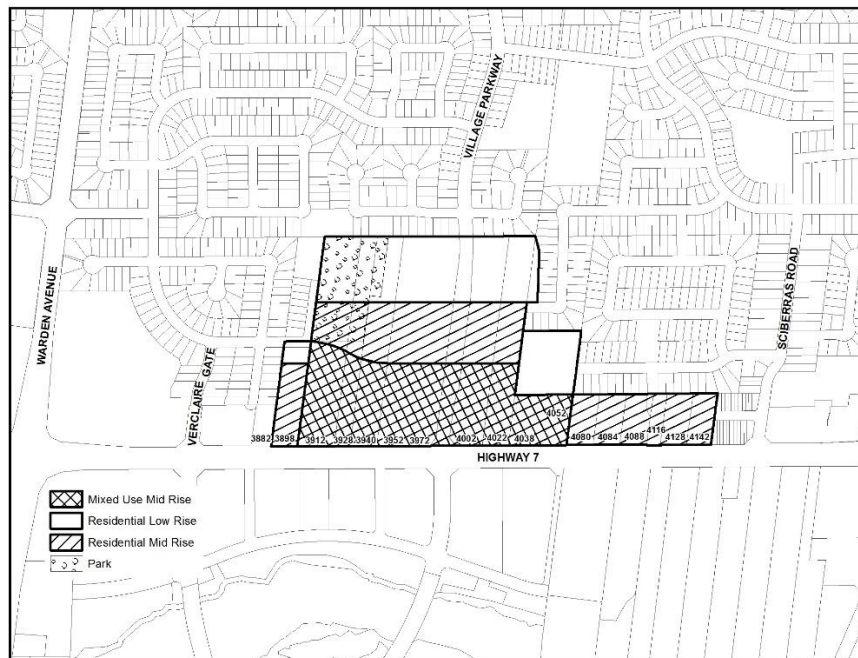 VILLAGE PARKWAY
WARDEN AVENUE
SCIBERRAS ROAD
VERCLAIRE GATE
4052
4116
3882 3898 3912 3928 3940 3952 3972 4002 4022 4038 4080 4084 4088 4128 4142
HIGHWAY 7
Mixed Use Mid Rise
Residential Low Rise
Residential Mid Rise
Park